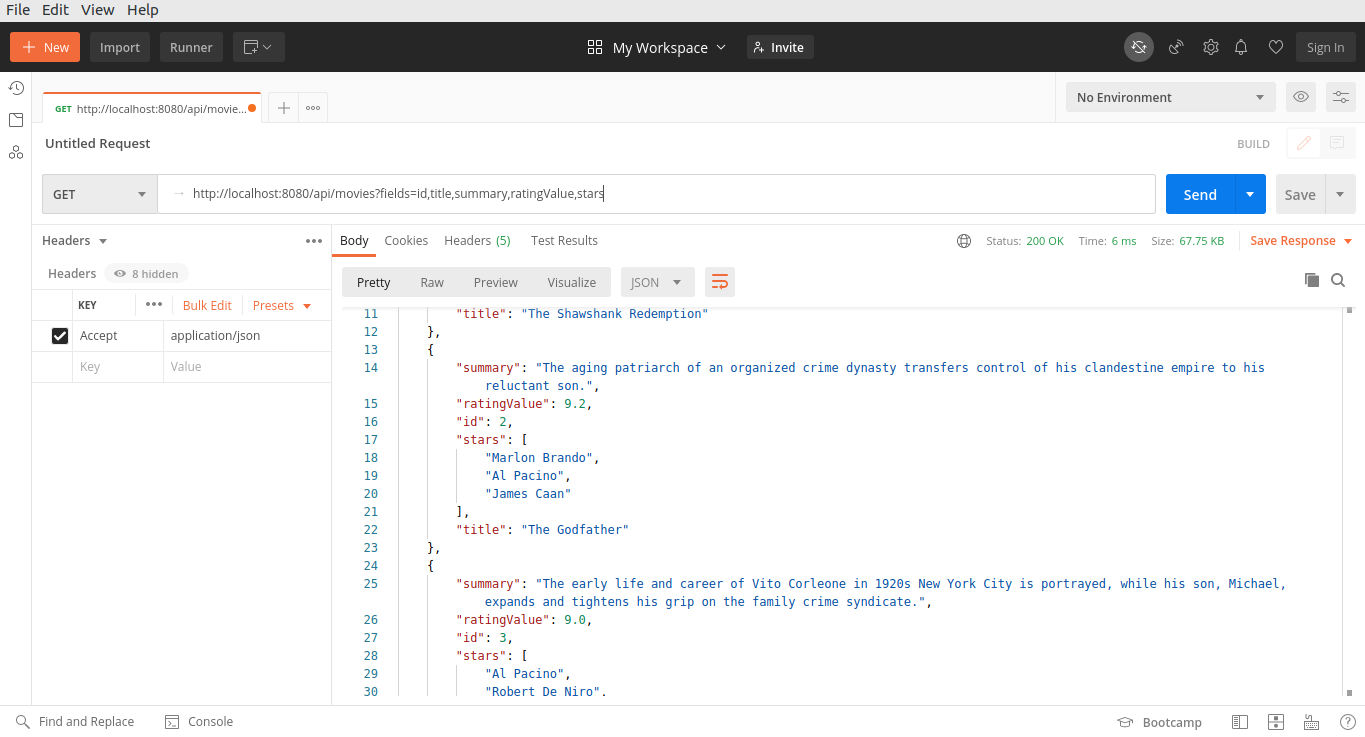 File Edit View Help
New Import Runner My Workspace Invite Sign In
GET http://localhost:8080/api/movie... No Environment
Untitled Request BUILD
GET → http://localhost:8080/api/movies?fields=id,title,summary,ratingValue,stars Send Save
Headers Body Cookies Headers (5) Test Results Status: 200 OK Time: 6 ms Size: 67.75 KB Save Response
Headers 8 hidden Pretty Raw Preview Visualize JSON
KEY Bulk Edit Presets
Accept application/json
Key Value
11 "title": "The Shawshank Redemption"
12 },
13 {
14 "summary": "The aging patriarch of an organized crime dynasty transfers control of his clandestine empire to his
reluctant son.",
15 "ratingValue": 9.2,
16 "id": 2,
17 "stars": [
18 "Marlon Brando",
19 "Al Pacino",
20 "James Caan"
21 ],
22 "title": "The Godfather"
23 },
24 {
25 "summary": "The early life and career of Vito Corleone in 1920s New York City is portrayed, while his son, Michael,
expands and tightens his grip on the family crime syndicate.",
26 "ratingValue": 9.0,
27 "id": 3,
28 "stars": [
29 "Al Pacino",
30 "Robert De Niro",
Find and Replace Console Bootcamp